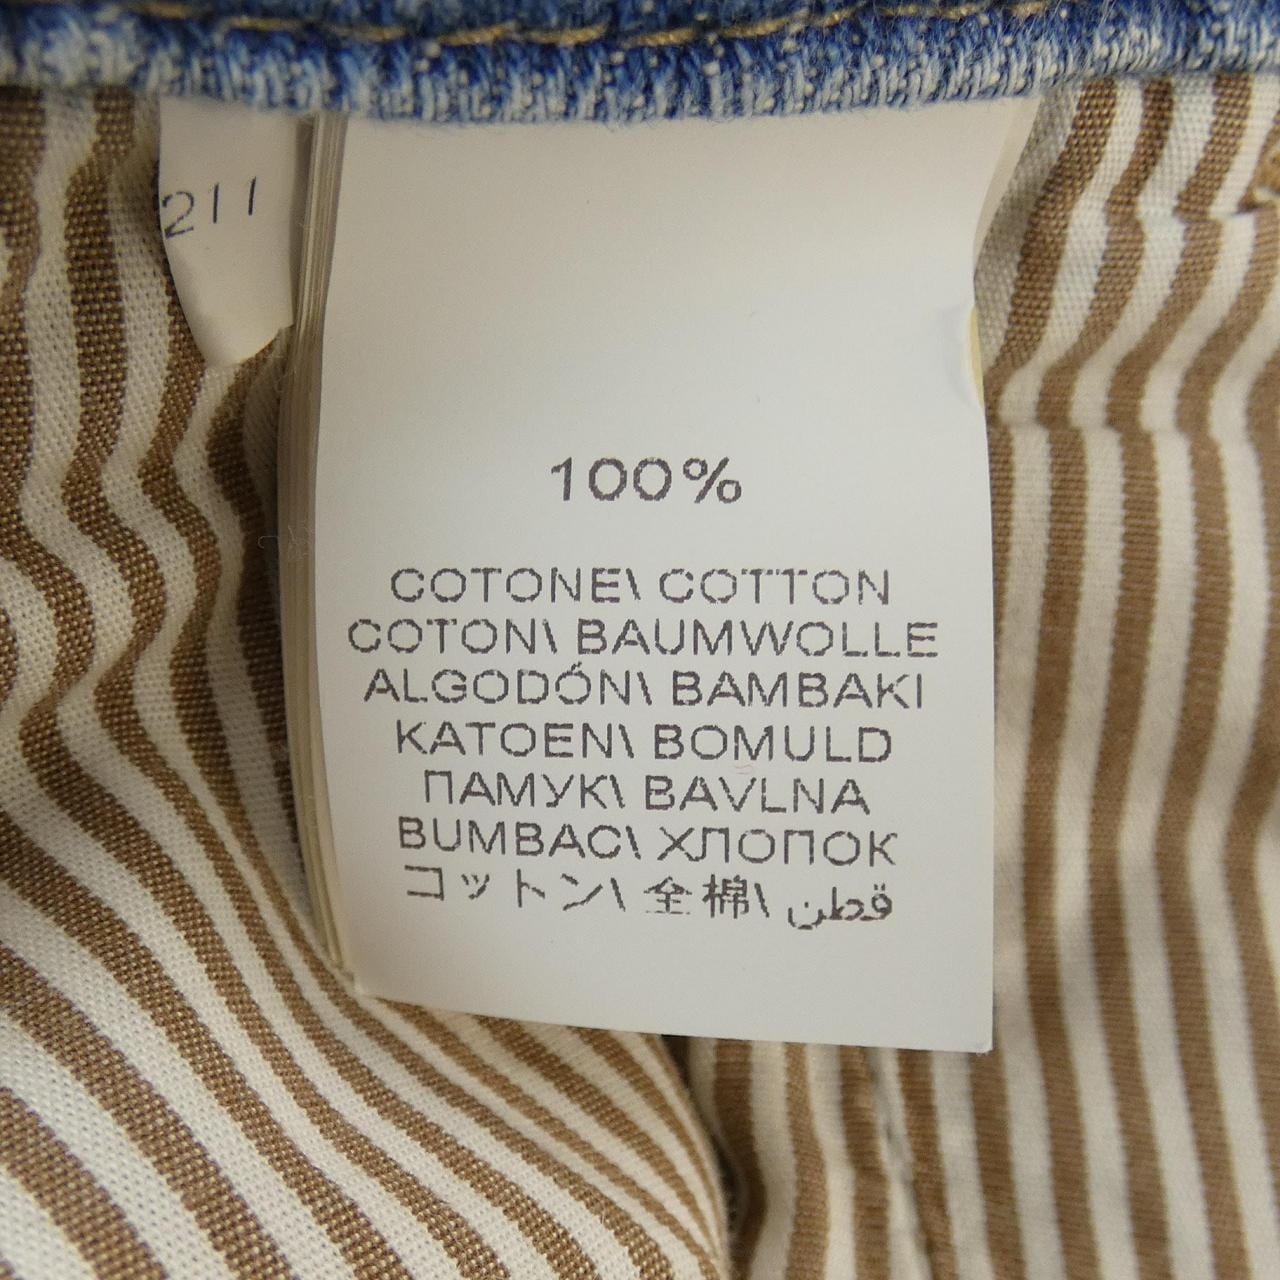 211
100%
COTONE\ COTTON
COTON\ BAUMWOLLE
ALGODÓN\ BAMBAKI
KATOEN\ BOMULD
ПАМУК\ BAVLNA
BUMBAC\ ХЛОПОК
コットン\ 全棉\ قطن